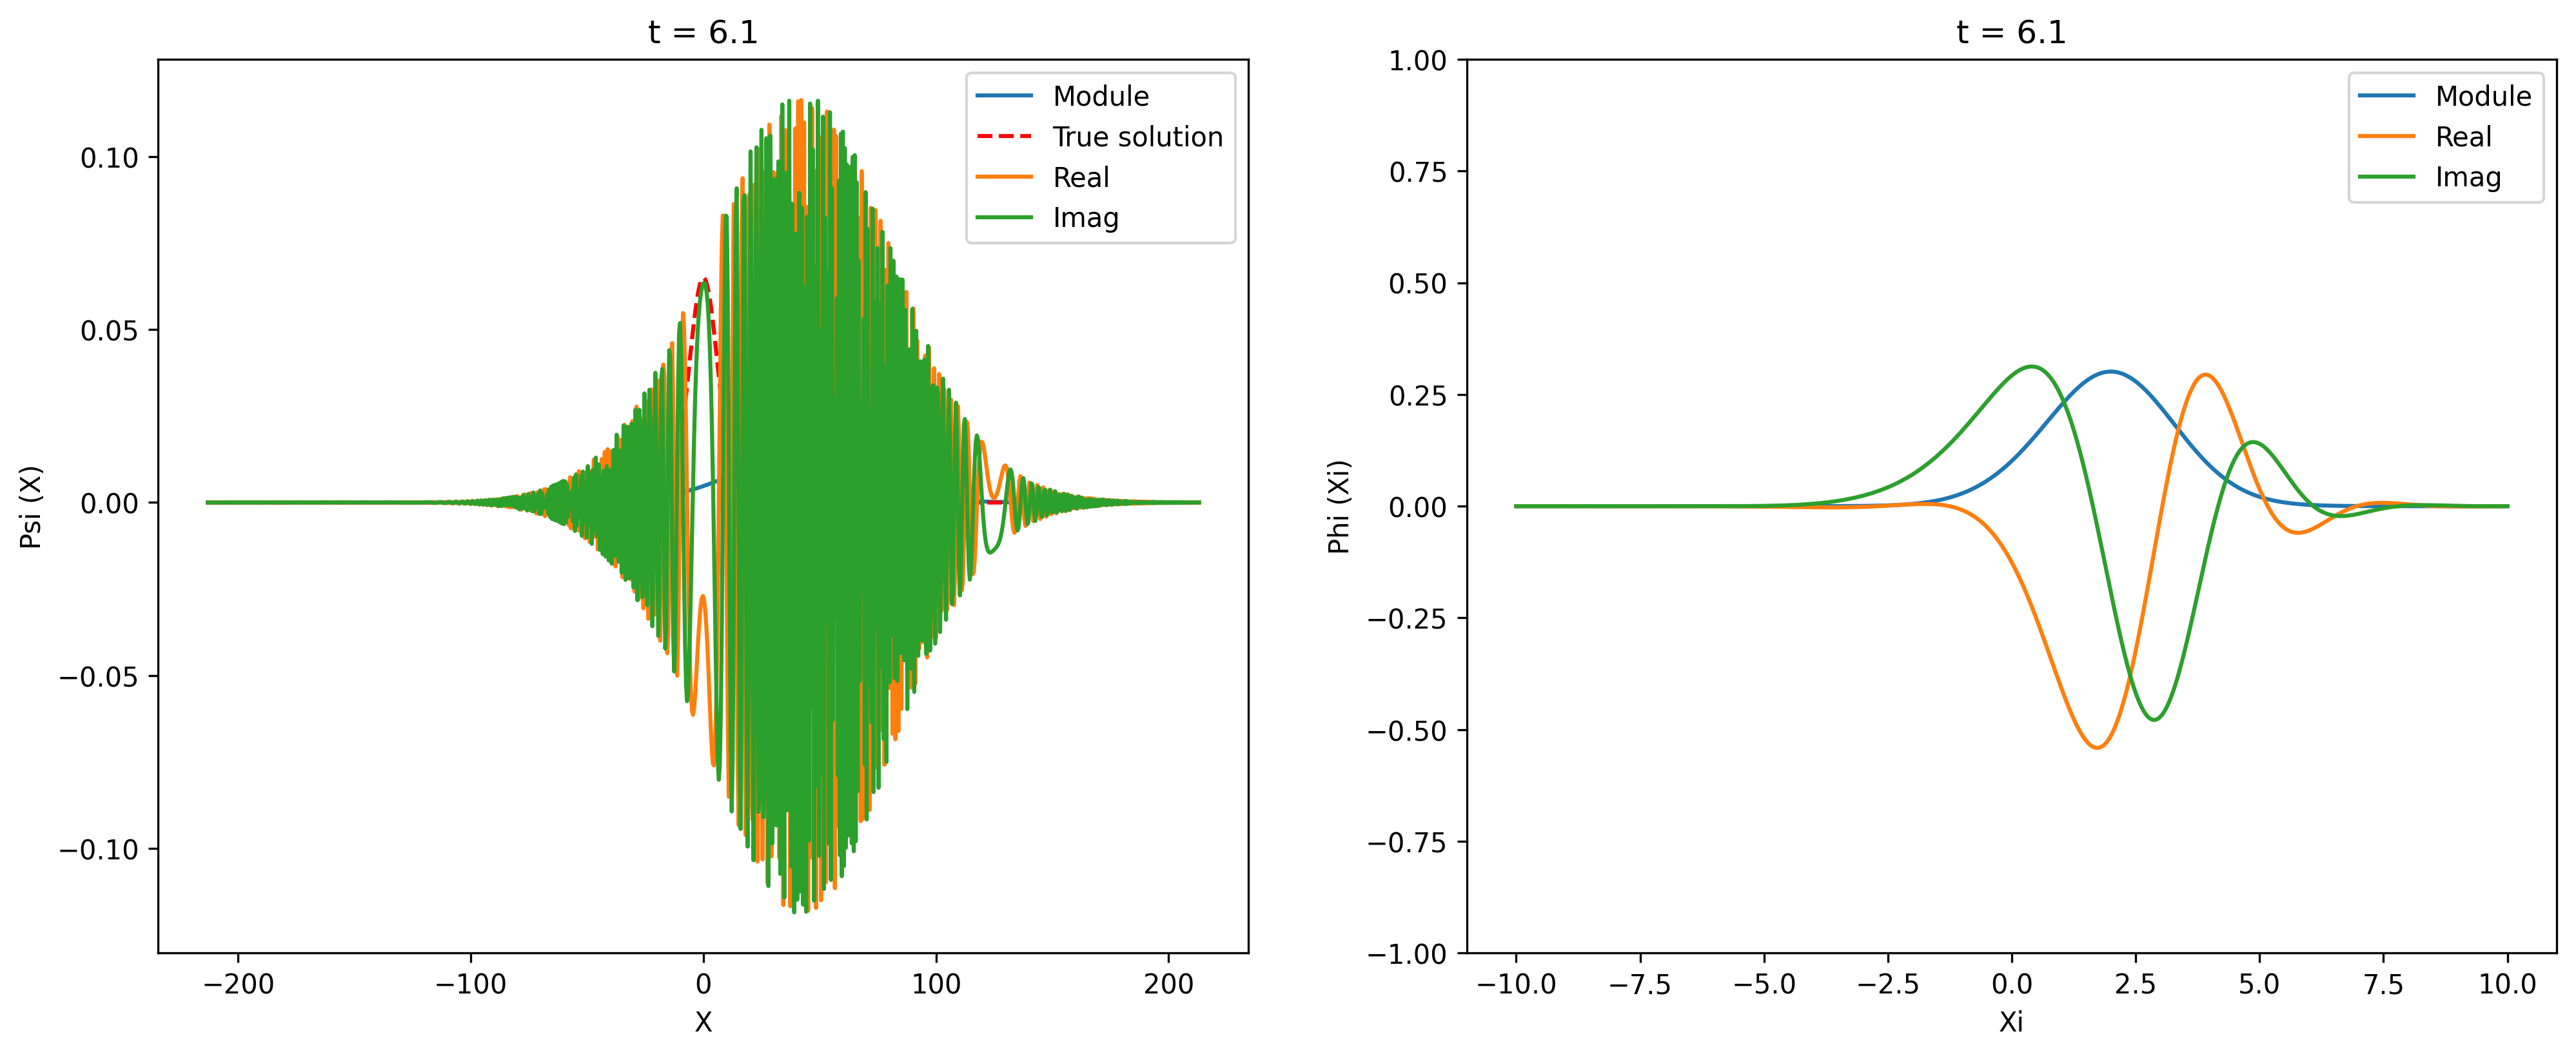 t = 6.1
Module
True solution
Real
Imag
0.10
0.05
0.00
−0.05
−0.10
Psi (X)
−200
−100
0
100
200
X
t = 6.1
Module
Real
Imag
1.00
0.75
0.50
0.25
0.00
−0.25
−0.50
−0.75
−1.00
Phi (Xi)
−10.0
−7.5
−5.0
−2.5
0.0
2.5
5.0
7.5
10.0
Xi